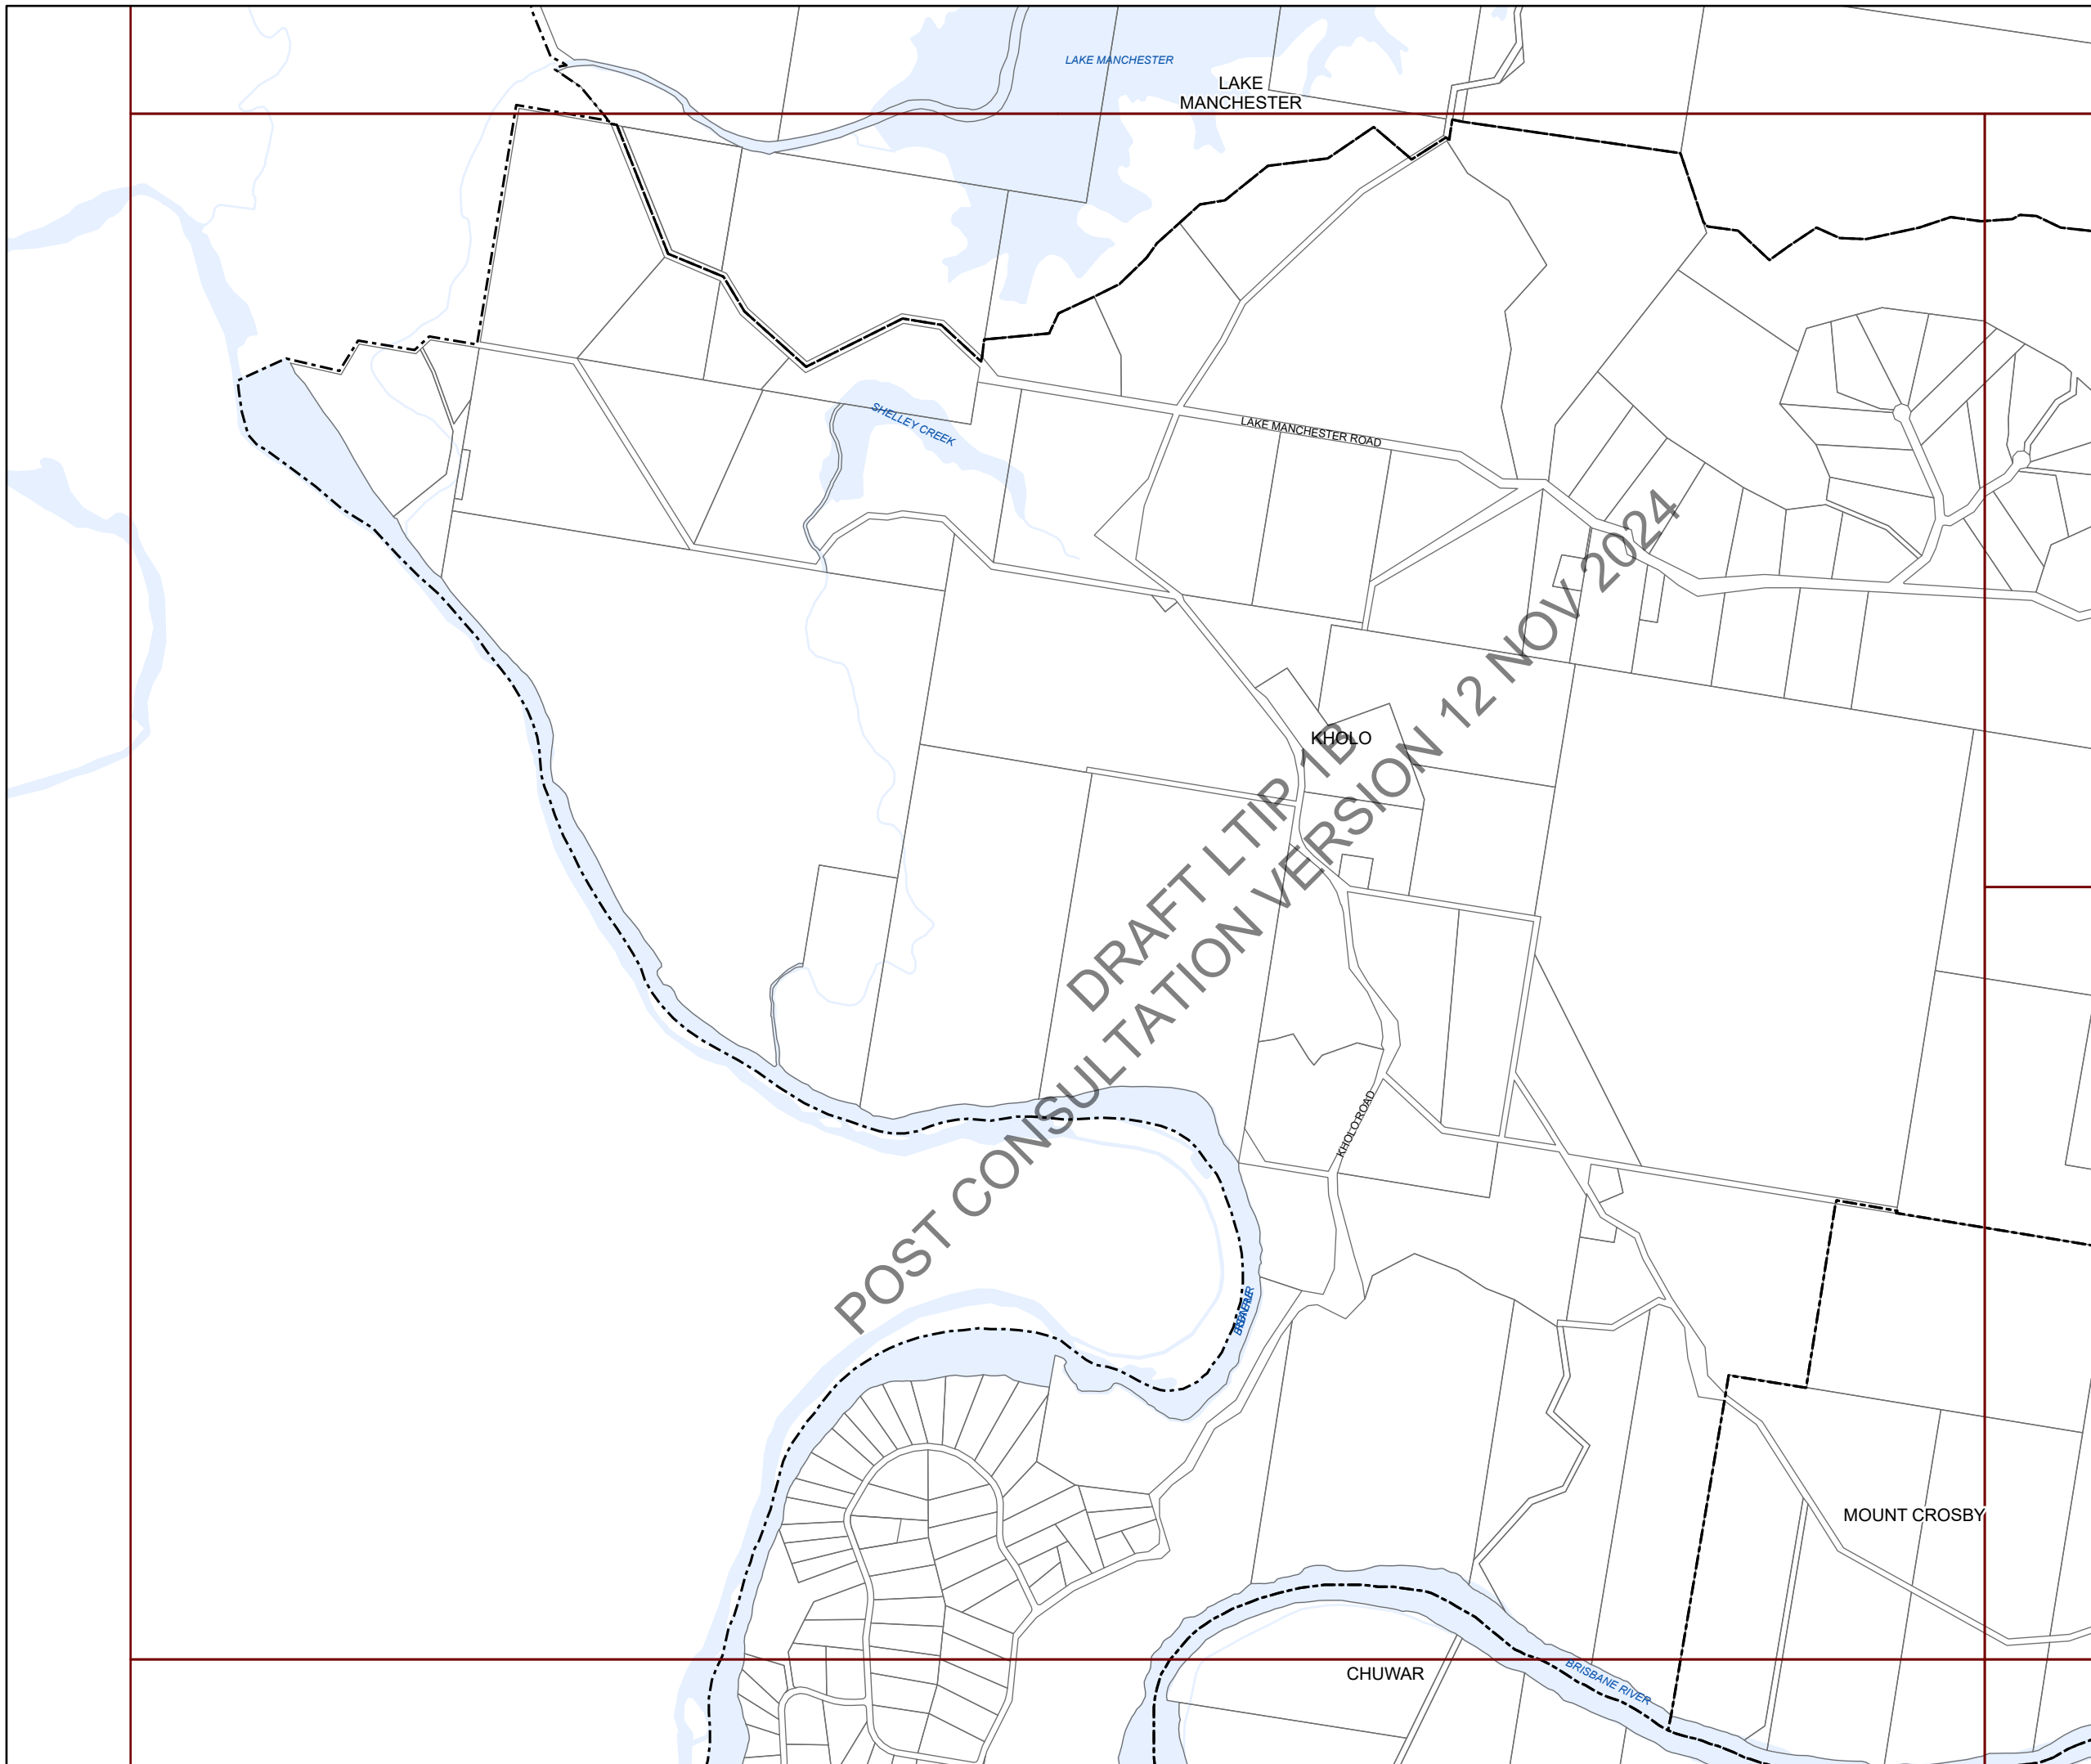 LAKE MANCHESTER
LAKE
MANCHESTER
SHELLEY CREEK
LAKE MANCHESTER ROAD
KHOLO
DRAFT LTIP 1B
POST CONSULTATION VERSION 12 NOV 2024
KHOLO ROAD
MOUNT CROSBY
CHUWAR
BRISBANE RIVER